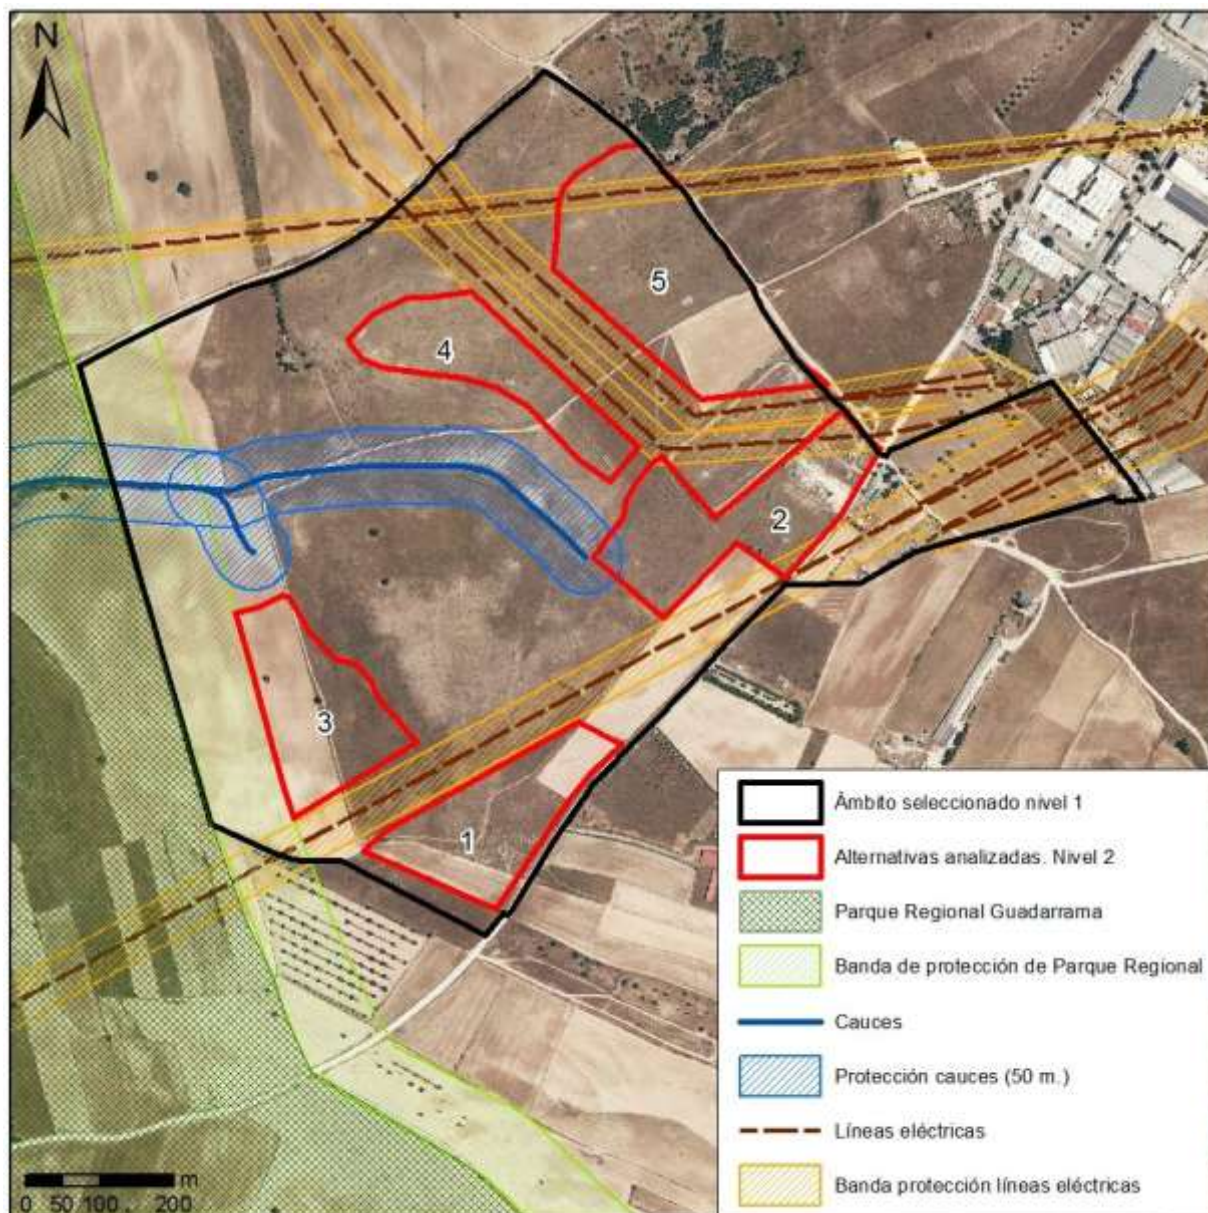 N
5
4
2
3
1
Ámbito seleccionado nivel 1
Alternativas analizadas. Nivel 2
Parque Regional Guadarrama
Banda de protección de Parque Regional
Cauces
Protección cauces (50 m.)
Líneas eléctricas
Banda protección líneas eléctricas
m
0 50 100 200